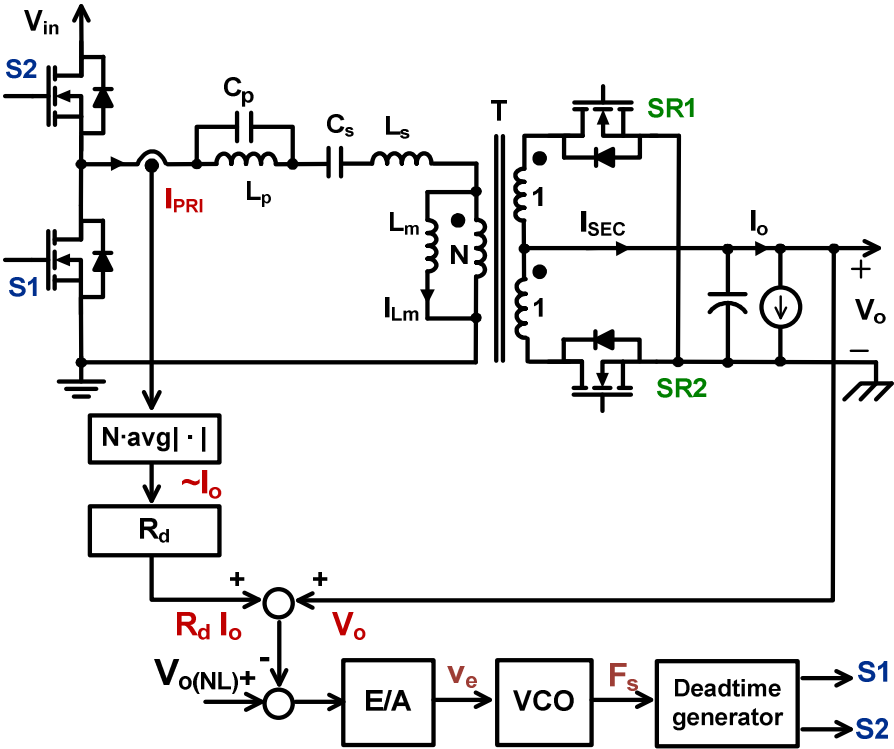 Vin
S2
S1
IPRI
Cp
Lp
Cs
Ls
Lm
ILm
N
T
1
1
SR1
SR2
ISEC
Io
+
Vo
−
N·avg| · |
~Io
Rd
+
+
Rd Io
Vo
-
Vo(NL)+
E/A
ve
VCO
Fs
Deadtime
generator
S1
S2